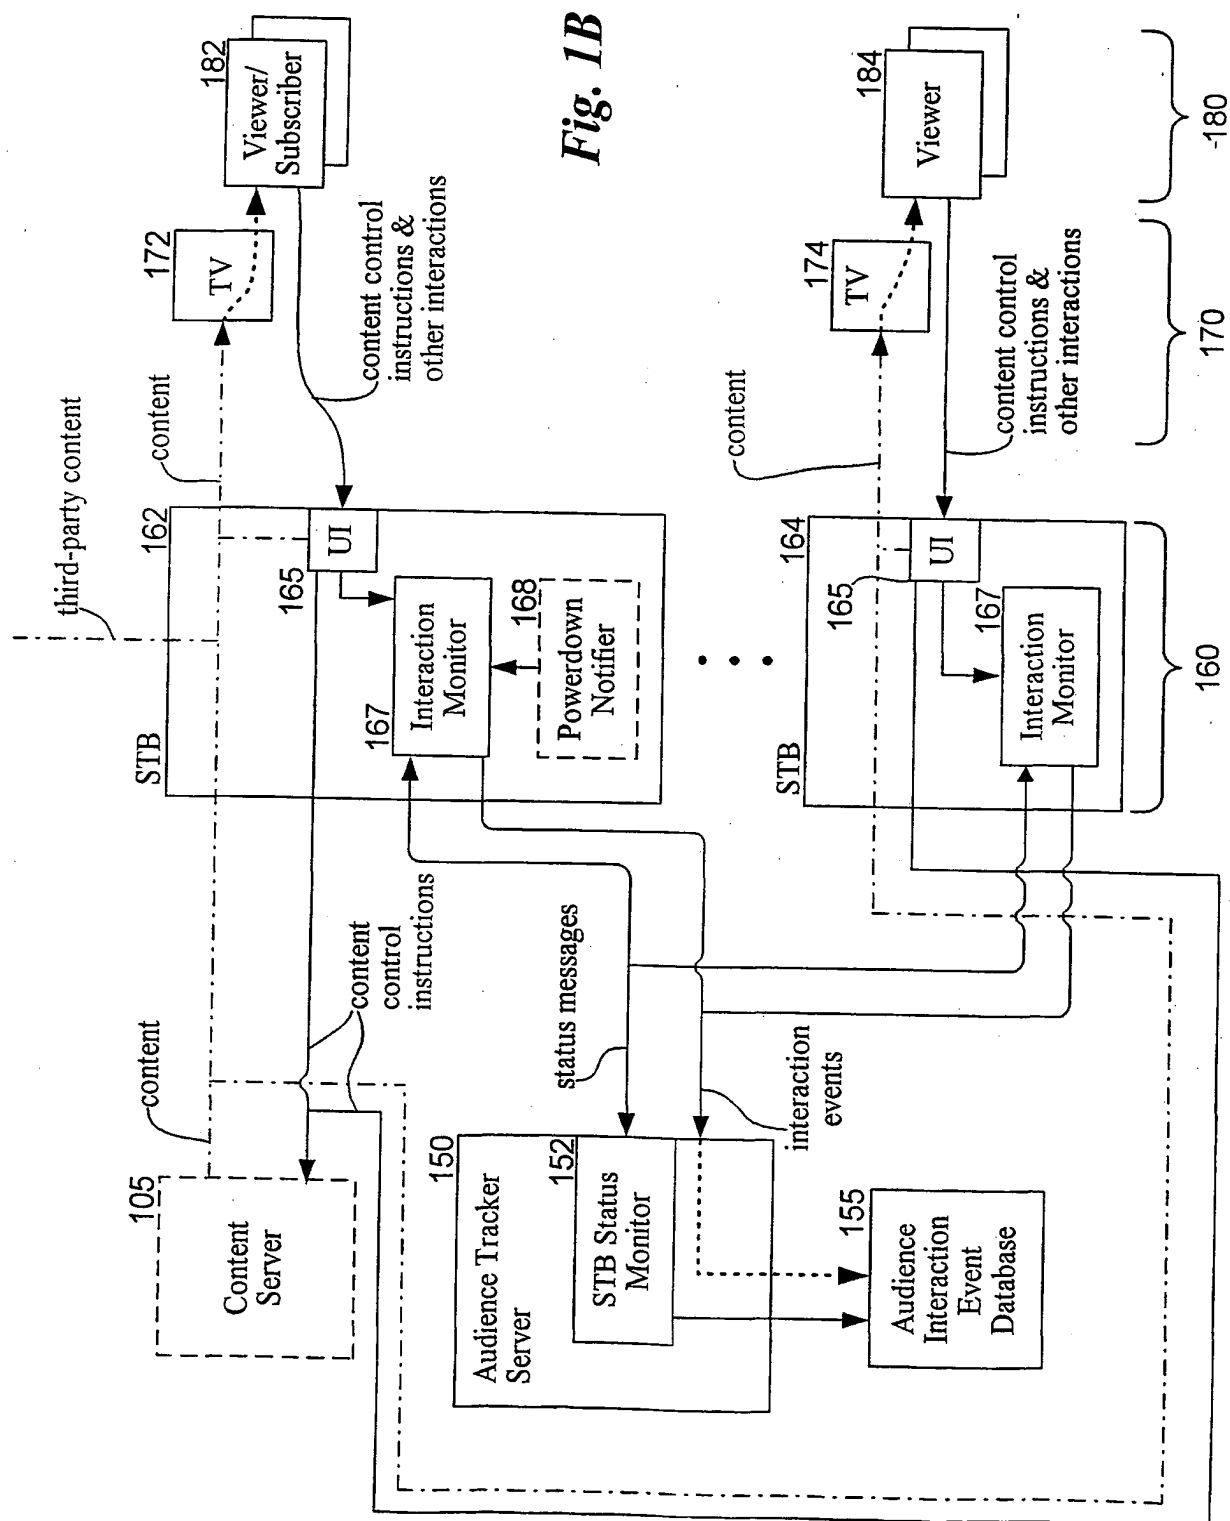 105
Content
Server
content
content
control
instructions
third-party content
STB
162
content
172
TV
182
Viewer/
Subscriber
165
UI
content control
instructions &
other interactions
167
Interaction
Monitor
168
Powerdown
Notifier
Audience Tracker
Server
150
152
STB Status
Monitor
status messages
interaction
events
155
Audience
Interaction
Event
Database
Fig. 1B
STB
164
165
UI
167
Interaction
Monitor
content
174
TV
184
Viewer
content control
instructions &
other interactions
160
170
180